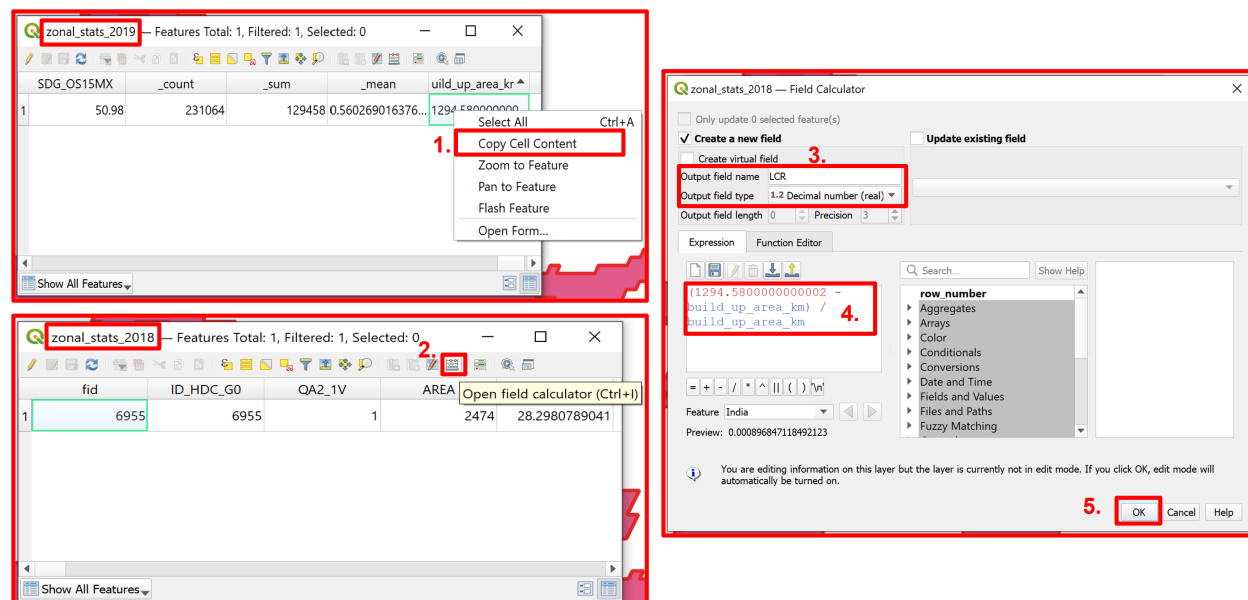 zonal_stats_2019 — Features Total: 1, Filtered: 1, Selected: 0
SDG_OS15MX _count _sum _mean uild_up_area_kr
1 50.98 231064 129458 0.560269016376... 1294.580000000
Select All Ctrl+A
1. Copy Cell Content
Zoom to Feature
Pan to Feature
Flash Feature
Open Form...
Show All Features
zonal_stats_2018 — Features Total: 1, Filtered: 1, Selected: 0
2.
Open field calculator (Ctrl+I)
fid ID_HDC_G0 QA2_1V AREA
1 6955 6955 1 2474 28.2980789041
Show All Features
zonal_stats_2018 — Field Calculator
Only update 0 selected feature(s)
Create a new field Update existing field
Create virtual field
3.
Output field name LCR
Output field type 1.2 Decimal number (real)
Output field length 0 Precision 3
Expression Function Editor
Search... Show Help
(1294.5800000000002 -
build_up_area_km) /
build_up_area_km
4.
row_number
Aggregates
Arrays
Color
Conditionals
Conversions
Date and Time
Fields and Values
Files and Paths
Fuzzy Matching
= + - / * ^ || ( ) '\n'
Feature India
Preview: 0.000896847118492123
You are editing information on this layer but the layer is currently not in edit mode. If you click OK, edit mode will
automatically be turned on.
5. OK Cancel Help